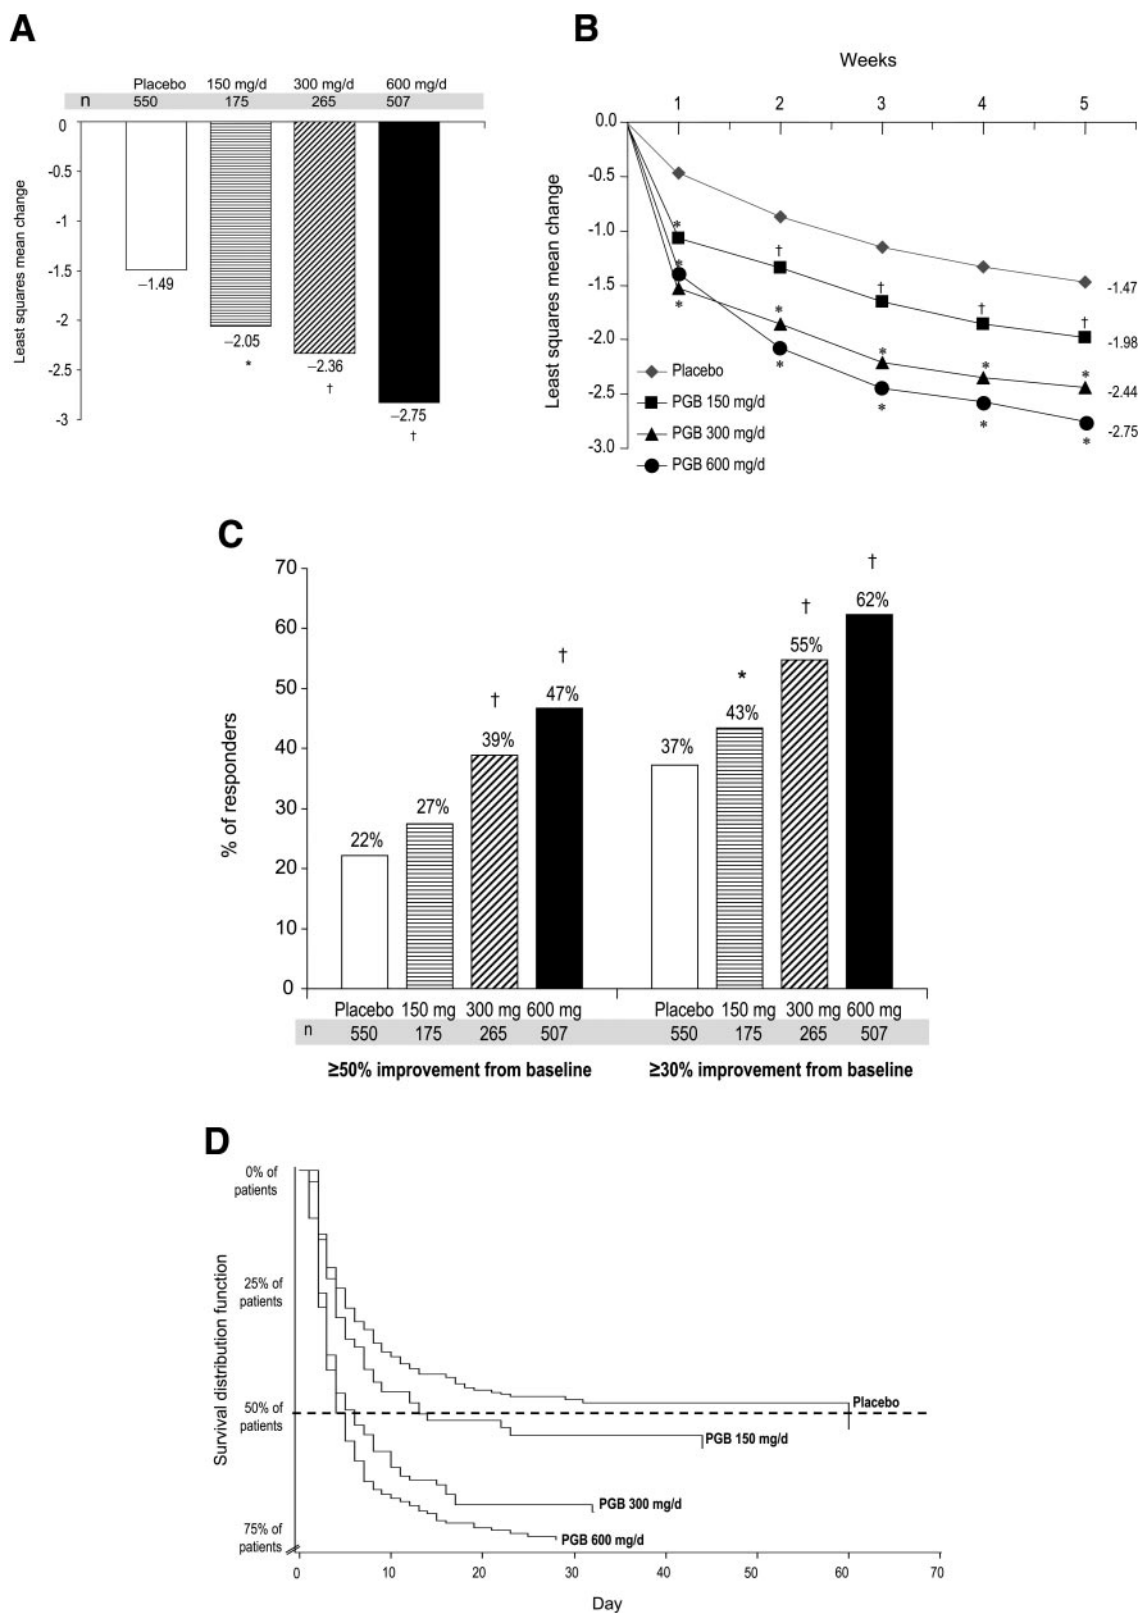 A
Placebo 150 mg/d 300 mg/d 600 mg/d
n 550 175 265 507
Least squares mean change
0
-0.5
-1
-1.5
-2
-2.5
-3
−1.49
−2.05
*
−2.36
†
−2.75
†
B
Weeks
1 2 3 4 5
Least squares mean change
0.0
-0.5
-1.0
-1.5
-2.0
-2.5
-3.0
* † † † †
* * * * *
* * * * *
-1.47
-1.98
-2.44
-2.75
Placebo
PGB 150 mg/d
PGB 300 mg/d
PGB 600 mg/d
C
% of responders
70
60
50
40
30
20
10
0
22%
27%
†
39%
†
47%
37%
*
43%
†
55%
†
62%
Placebo 150 mg 300 mg 600 mg Placebo 150 mg 300 mg 600 mg
n 550 175 265 507 550 175 265 507
≥50% improvement from baseline ≥30% improvement from baseline
D
Survival distribution function
0% of
patients
25% of
patients
50% of
patients
75% of
patients
Placebo
PGB 150 mg/d
PGB 300 mg/d
PGB 600 mg/d
0 10 20 30 40 50 60 70
Day